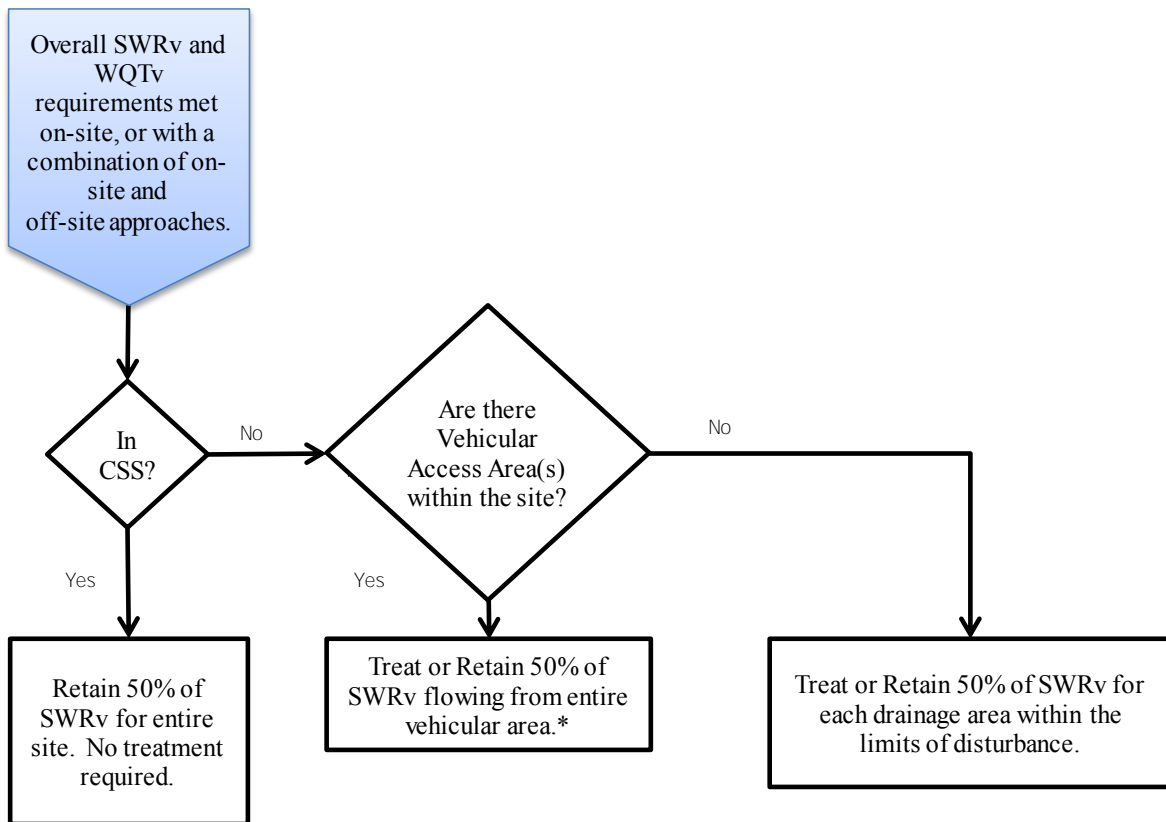 Overall SWRv and
WQTv
requirements met
on-site, or with a
combination of on-
site and
off-site approaches.
In
CSS?
No
Are there
Vehicular
Access Area(s)
within the site?
No
Yes
Yes
Retain 50% of
SWRv for entire
site.  No treatment
required.
Treat or Retain 50% of
SWRv flowing from entire
vehicular area.*
Treat or Retain 50% of SWRv for
each drainage area within the
limits of disturbance.